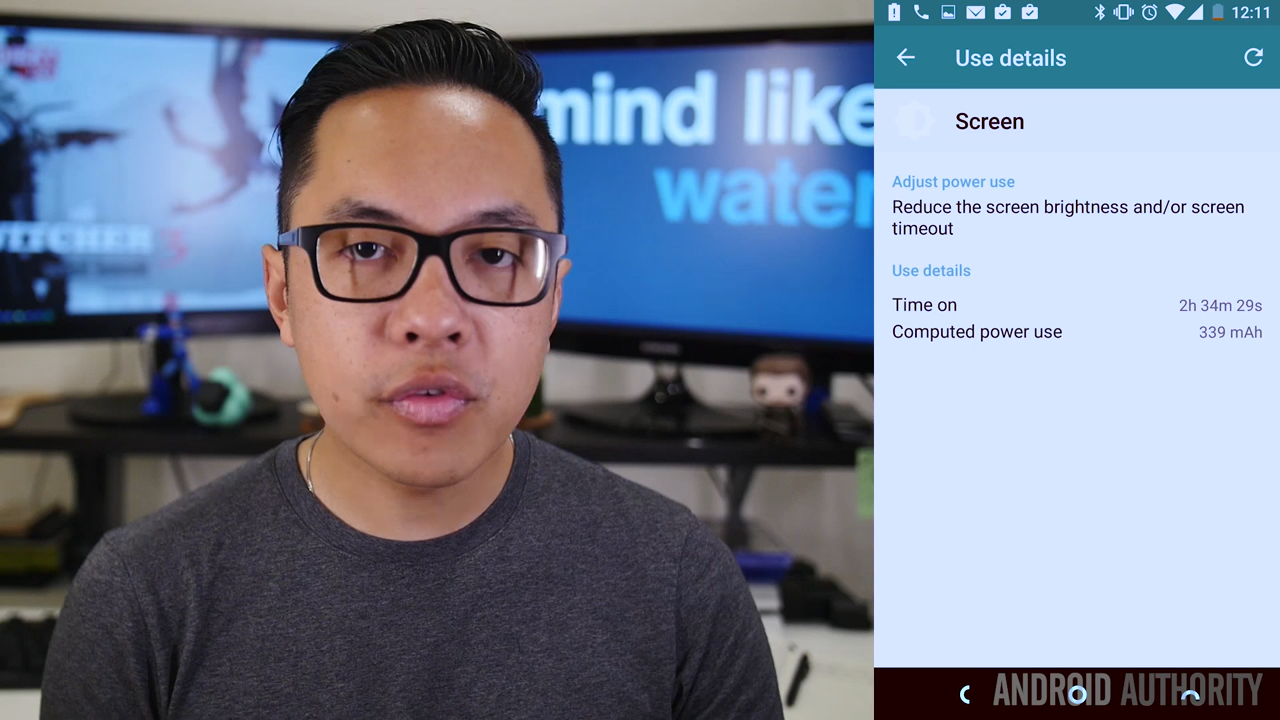 mind like
water
12:11
Use details
Screen
Adjust power use
Reduce the screen brightness and/or screen
timeout
Use details
Time on 2h 34m 29s
Computed power use 339 mAh
ANDROID AUTHORITY